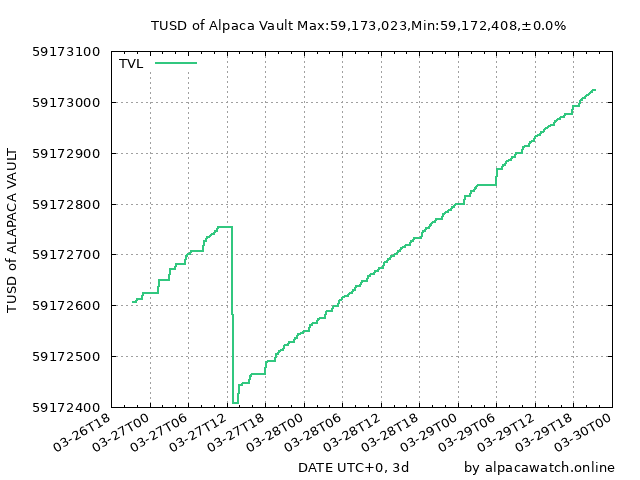 TUSD of Alpaca Vault Max:59,173,023,Min:59,172,408,±0.0%
TVL
TUSD of ALAPACA VAULT
59173100
59173000
59172900
59172800
59172700
59172600
59172500
59172400
03-26T18
03-27T00
03-27T06
03-27T12
03-27T18
03-28T00
03-28T06
03-28T12
03-28T18
03-29T00
03-29T06
03-29T12
03-29T18
03-30T00
DATE UTC+0, 3d
by alpacawatch.online